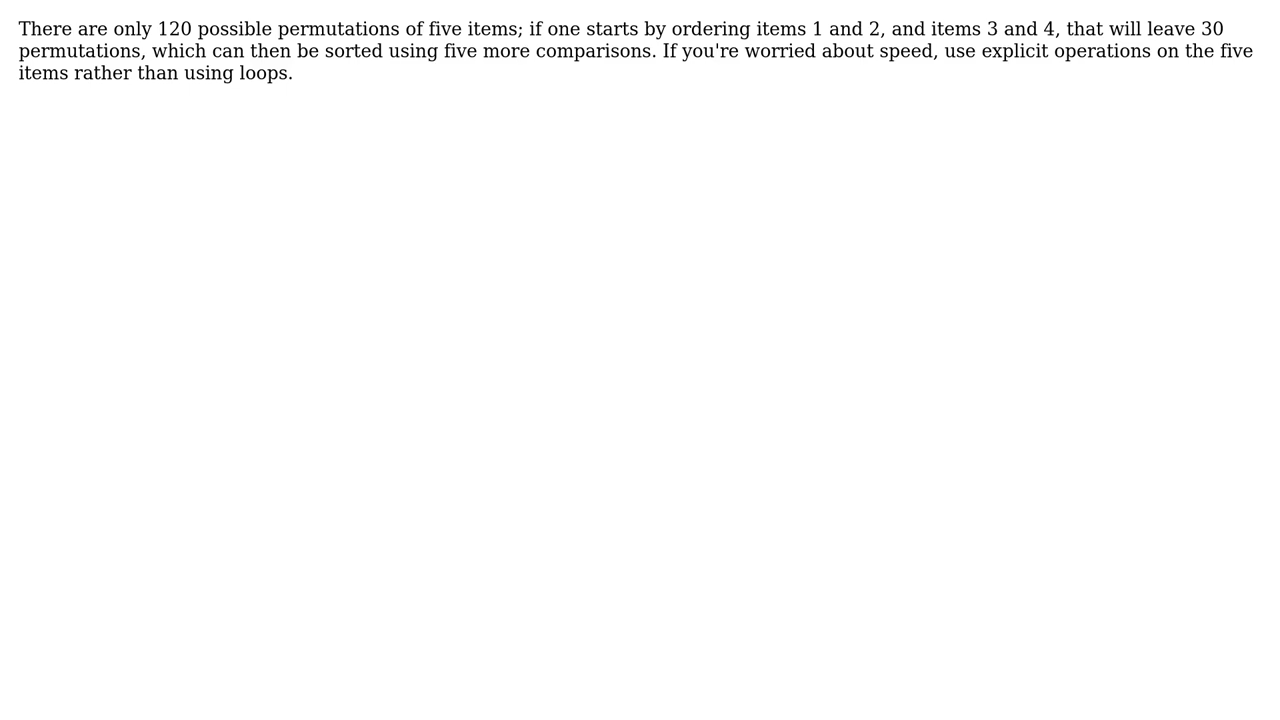 There are only 120 possible permutations of five items; if one starts by ordering items 1 and 2, and items 3 and 4, that will leave 30
permutations, which can then be sorted using five more comparisons. If you're worried about speed, use explicit operations on the five
items rather than using loops.